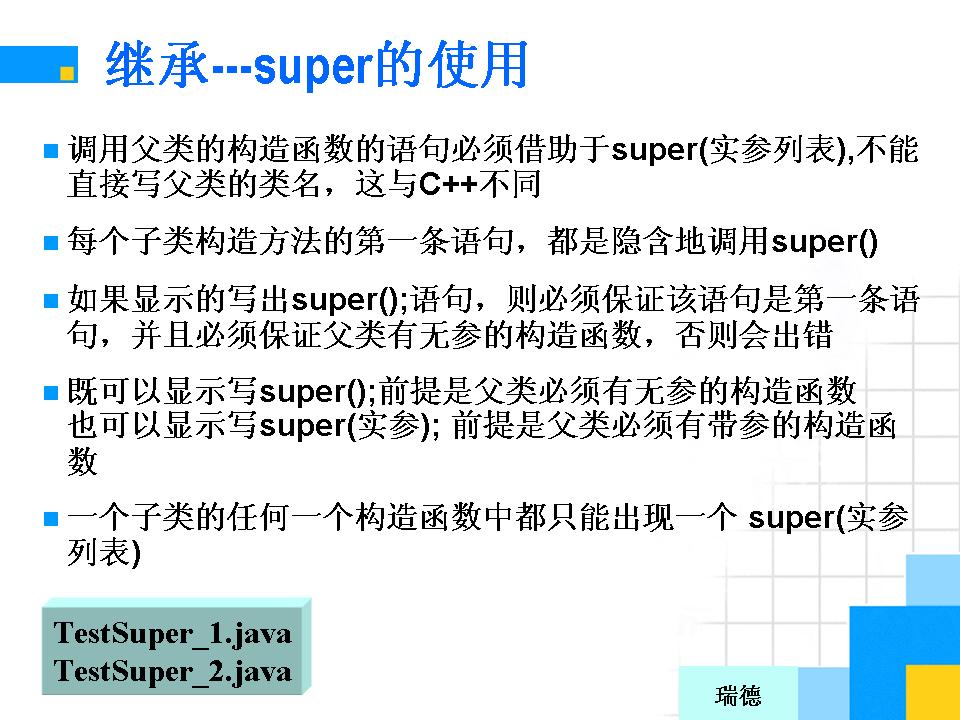 继承---super的使用
调用父类的构造函数的语句必须借助于super(实参列表),不能
直接写父类的类名，这与C++不同
每个子类构造方法的第一条语句，都是隐含地调用super()
如果显示的写出super();语句，则必须保证该语句是第一条语
句，并且必须保证父类有无参的构造函数，否则会出错
既可以显示写super();前提是父类必须有无参的构造函数
也可以显示写super(实参); 前提是父类必须有带参的构造函
数
一个子类的任何一个构造函数中都只能出现一个 super(实参
列表)
TestSuper_1.java
TestSuper_2.java
瑞德